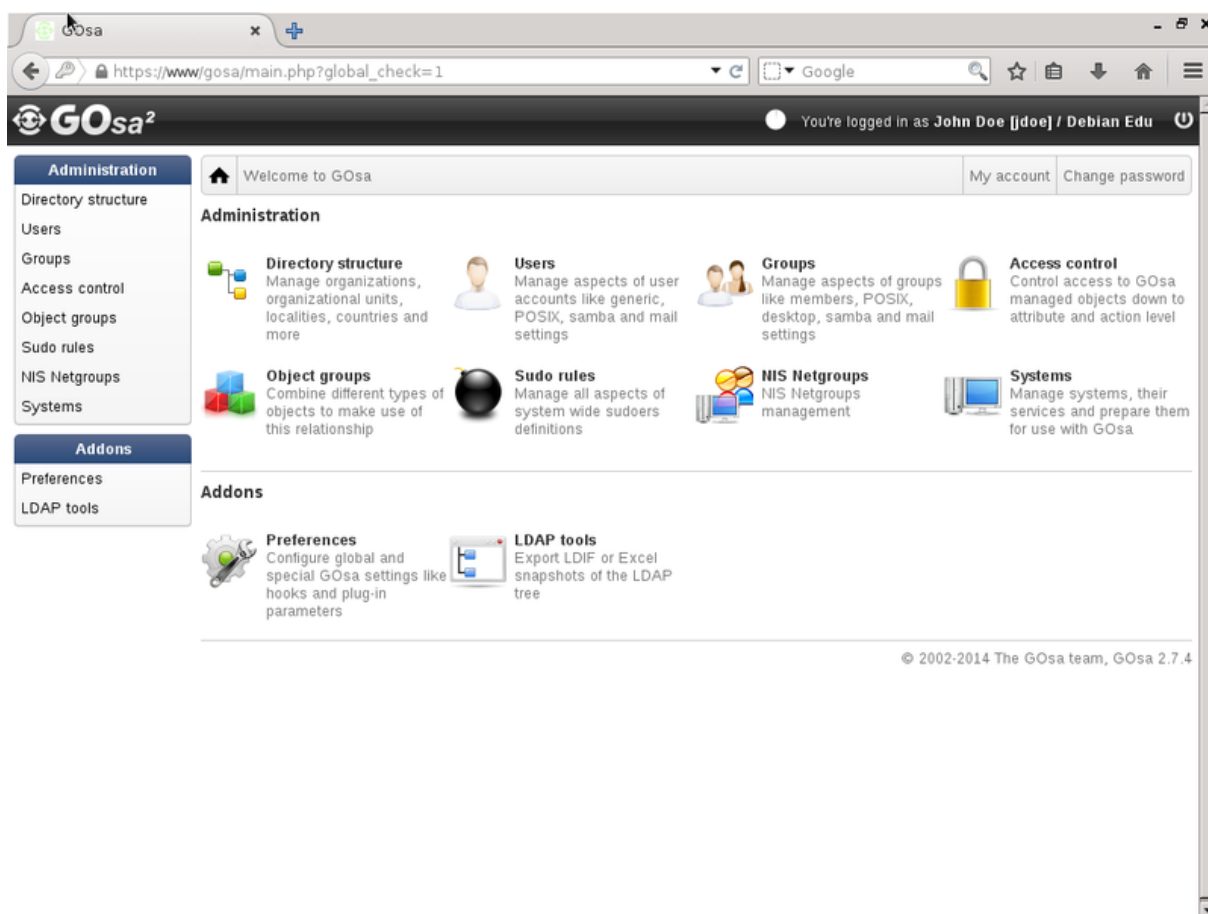 GOsa
https://www/gosa/main.php?global_check=1
Google
GOsa²
You're logged in as John Doe [jdoe] / Debian Edu
Administration
Directory structure
Users
Groups
Access control
Object groups
Sudo rules
NIS Netgroups
Systems
Addons
Preferences
LDAP tools
Welcome to GOsa
My account
Change password
Administration
Directory structure
Manage organizations,
organizational units,
localities, countries and
more
Users
Manage aspects of user
accounts like generic,
POSIX, samba and mail
settings
Groups
Manage aspects of groups
like members, POSIX,
desktop, samba and mail
settings
Access control
Control access to GOsa
managed objects down to
attribute and action level
Object groups
Combine different types of
objects to make use of
this relationship
Sudo rules
Manage all aspects of
system wide sudoers
definitions
NIS Netgroups
NIS Netgroups
management
Systems
Manage systems, their
services and prepare them
for use with GOsa
Addons
Preferences
Configure global and
special GOsa settings like
hooks and plug-in
parameters
LDAP tools
Export LDIF or Excel
snapshots of the LDAP
tree
© 2002-2014 The GOsa team, GOsa 2.7.4